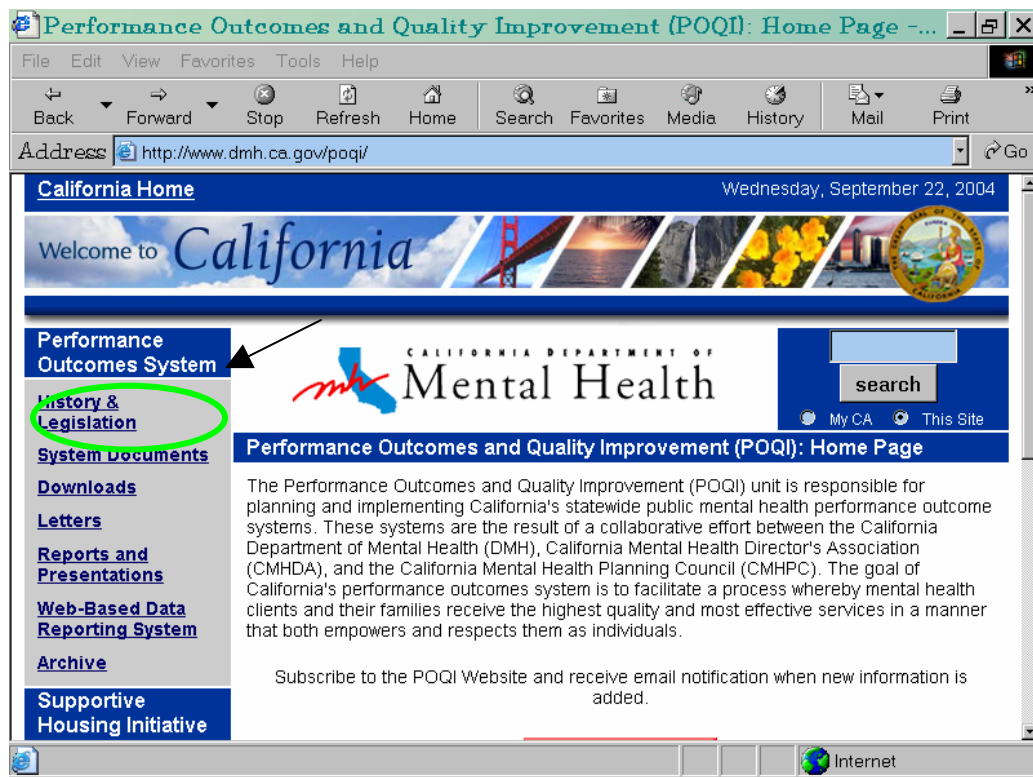 Performance Outcomes and Quality Improvement (POQI): Home Page -...
File Edit View Favorites Tools Help
Back Forward Stop Refresh Home Search Favorites Media History Mail Print »
Address http://www.dmh.ca.gov/poqi/ Go
California Home Wednesday, September 22, 2004
Welcome to California
Performance
Outcomes System
History &
Legislation
System Documents
Downloads
Letters
Reports and
Presentations
Web-Based Data
Reporting System
Archive
Supportive
Housing Initiative
CALIFORNIA DEPARTMENT OF
mh Mental Health
search
My CA This Site
Performance Outcomes and Quality Improvement (POQI): Home Page
The Performance Outcomes and Quality Improvement (POQI) unit is responsible for
planning and implementing California's statewide public mental health performance outcome
systems. These systems are the result of a collaborative effort between the California
Department of Mental Health (DMH), California Mental Health Director's Association
(CMHDA), and the California Mental Health Planning Council (CMHPC). The goal of
California's performance outcomes system is to facilitate a process whereby mental health
clients and their families receive the highest quality and most effective services in a manner
that both empowers and respects them as individuals.
Subscribe to the POQI Website and receive email notification when new information is
added.
Internet